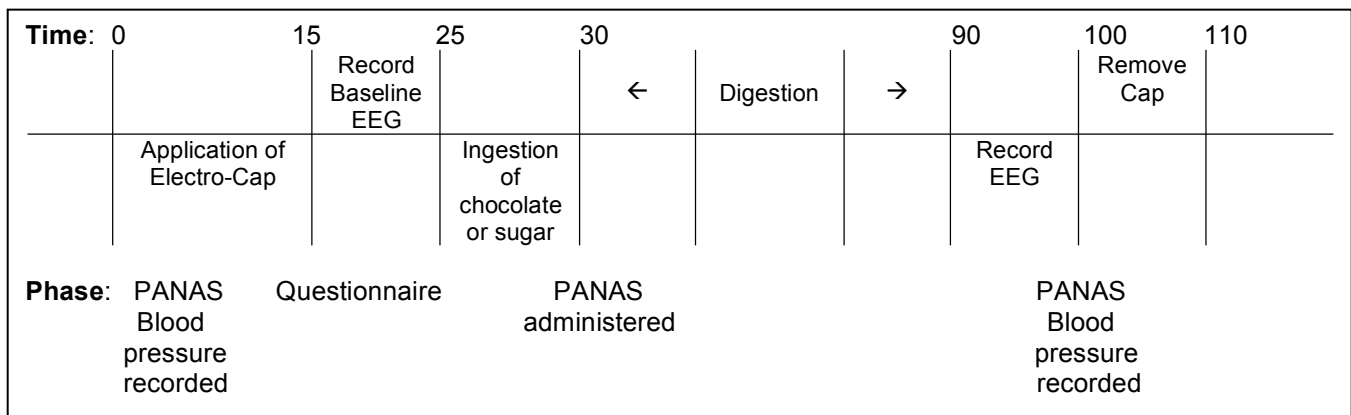 Time: 0 15 25 30 90 100 110
Record Remove
Baseline ← Digestion → Cap
EEG
Application of Ingestion Record
Electro-Cap of EEG
chocolate
or sugar
Phase: PANAS Questionnaire PANAS PANAS
Blood administered Blood
pressure pressure
recorded recorded